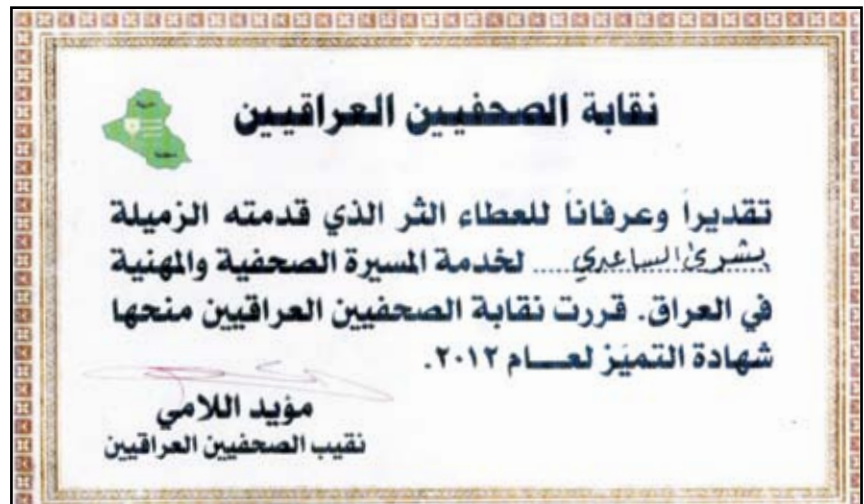 نقابة الصحفيين العراقيين
تقديراً وعرفاناً للعطاء الثر الذي قدمته الزميلة
بشرى الساعدي .... لخدمة المسيرة الصحفية والمهنية
في العراق. قررت نقابة الصحفيين العراقيين منحها
شهادة التميز لعـــام ٢٠١٢.
مؤيد اللامي
نقيب الصحفيين العراقيين